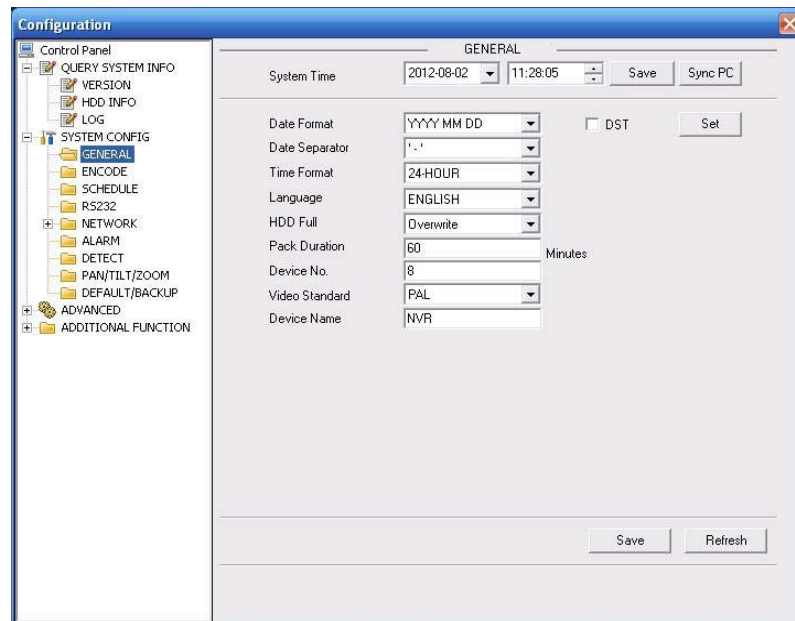 Configuration
Control Panel
QUERY SYSTEM INFO
VERSION
HDD INFO
LOG
SYSTEM CONFIG
GENERAL
ENCODE
SCHEDULE
RS232
NETWORK
ALARM
DETECT
PAN/TILT/ZOOM
DEFAULT/BACKUP
ADVANCED
ADDITIONAL FUNCTION
GENERAL
System Time 2012-08-02 11:28:05 Save Sync PC
Date Format YYYY MM DD DST Set
Date Separator '-'
Time Format 24-HOUR
Language ENGLISH
HDD Full Overwrite
Pack Duration 60 Minutes
Device No. 8
Video Standard PAL
Device Name NVR
Save Refresh